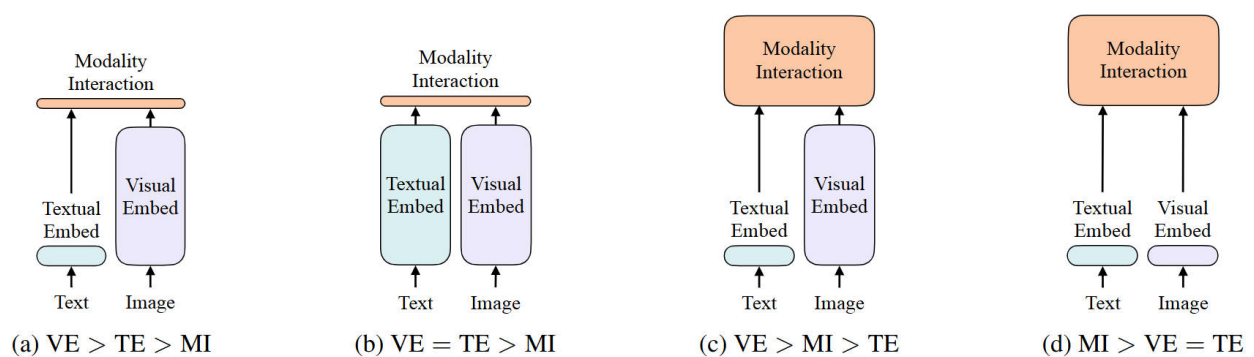 Modality
Interaction
Textual
Embed
Visual
Embed
Text
Image
(a) VE > TE > MI
Modality
Interaction
Textual
Embed
Visual
Embed
Text
Image
(b) VE = TE > MI
Modality
Interaction
Textual
Embed
Visual
Embed
Text
Image
(c) VE > MI > TE
Modality
Interaction
Textual
Embed
Visual
Embed
Text
Image
(d) MI > VE = TE